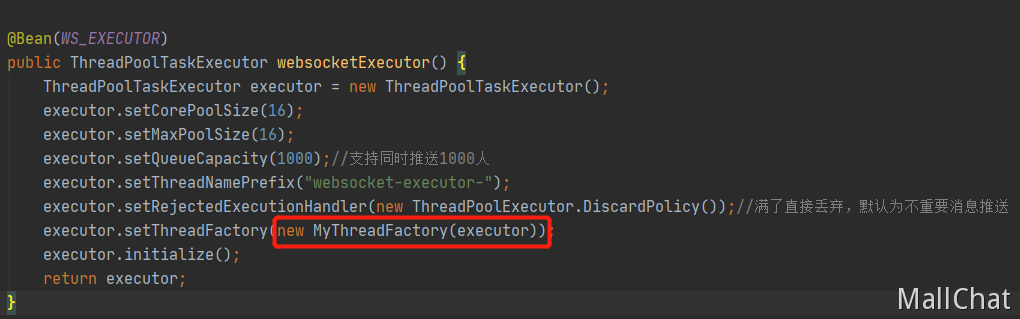 @Bean(WS_EXECUTOR)
public ThreadPoolTaskExecutor websocketExecutor() {
    ThreadPoolTaskExecutor executor = new ThreadPoolTaskExecutor();
    executor.setCorePoolSize(16);
    executor.setMaxPoolSize(16);
    executor.setQueueCapacity(1000);//支持同时推送1000人
    executor.setThreadNamePrefix("websocket-executor-");
    executor.setRejectedExecutionHandler(new ThreadPoolExecutor.DiscardPolicy());//满了直接丢弃，默认为不重要消息推送
    executor.setThreadFactory(new MyThreadFactory(executor));
    executor.initialize();
    return executor;
}
MallChat